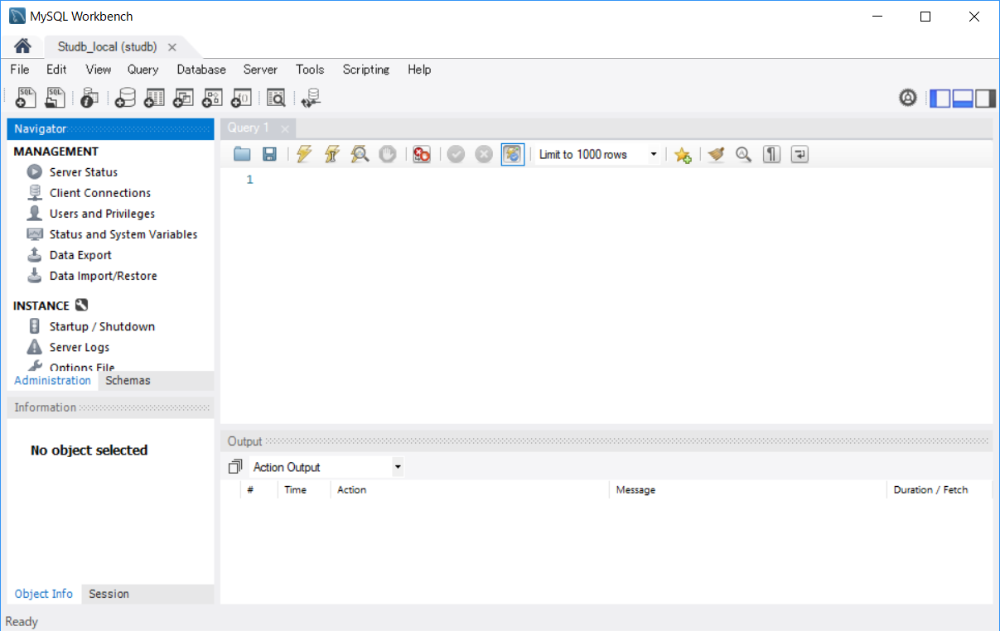 MySQL Workbench
Studb_local (studb)
File Edit View Query Database Server Tools Scripting Help
SQL SQL
Navigator
MANAGEMENT
Server Status
Client Connections
Users and Privileges
Status and System Variables
Data Export
Data Import/Restore
INSTANCE
Startup / Shutdown
Server Logs
Options File
Administration Schemas
Information
No object selected
Object Info Session
Query 1
Limit to 1000 rows
1
Output
Action Output
# Time Action Message Duration / Fetch
Ready